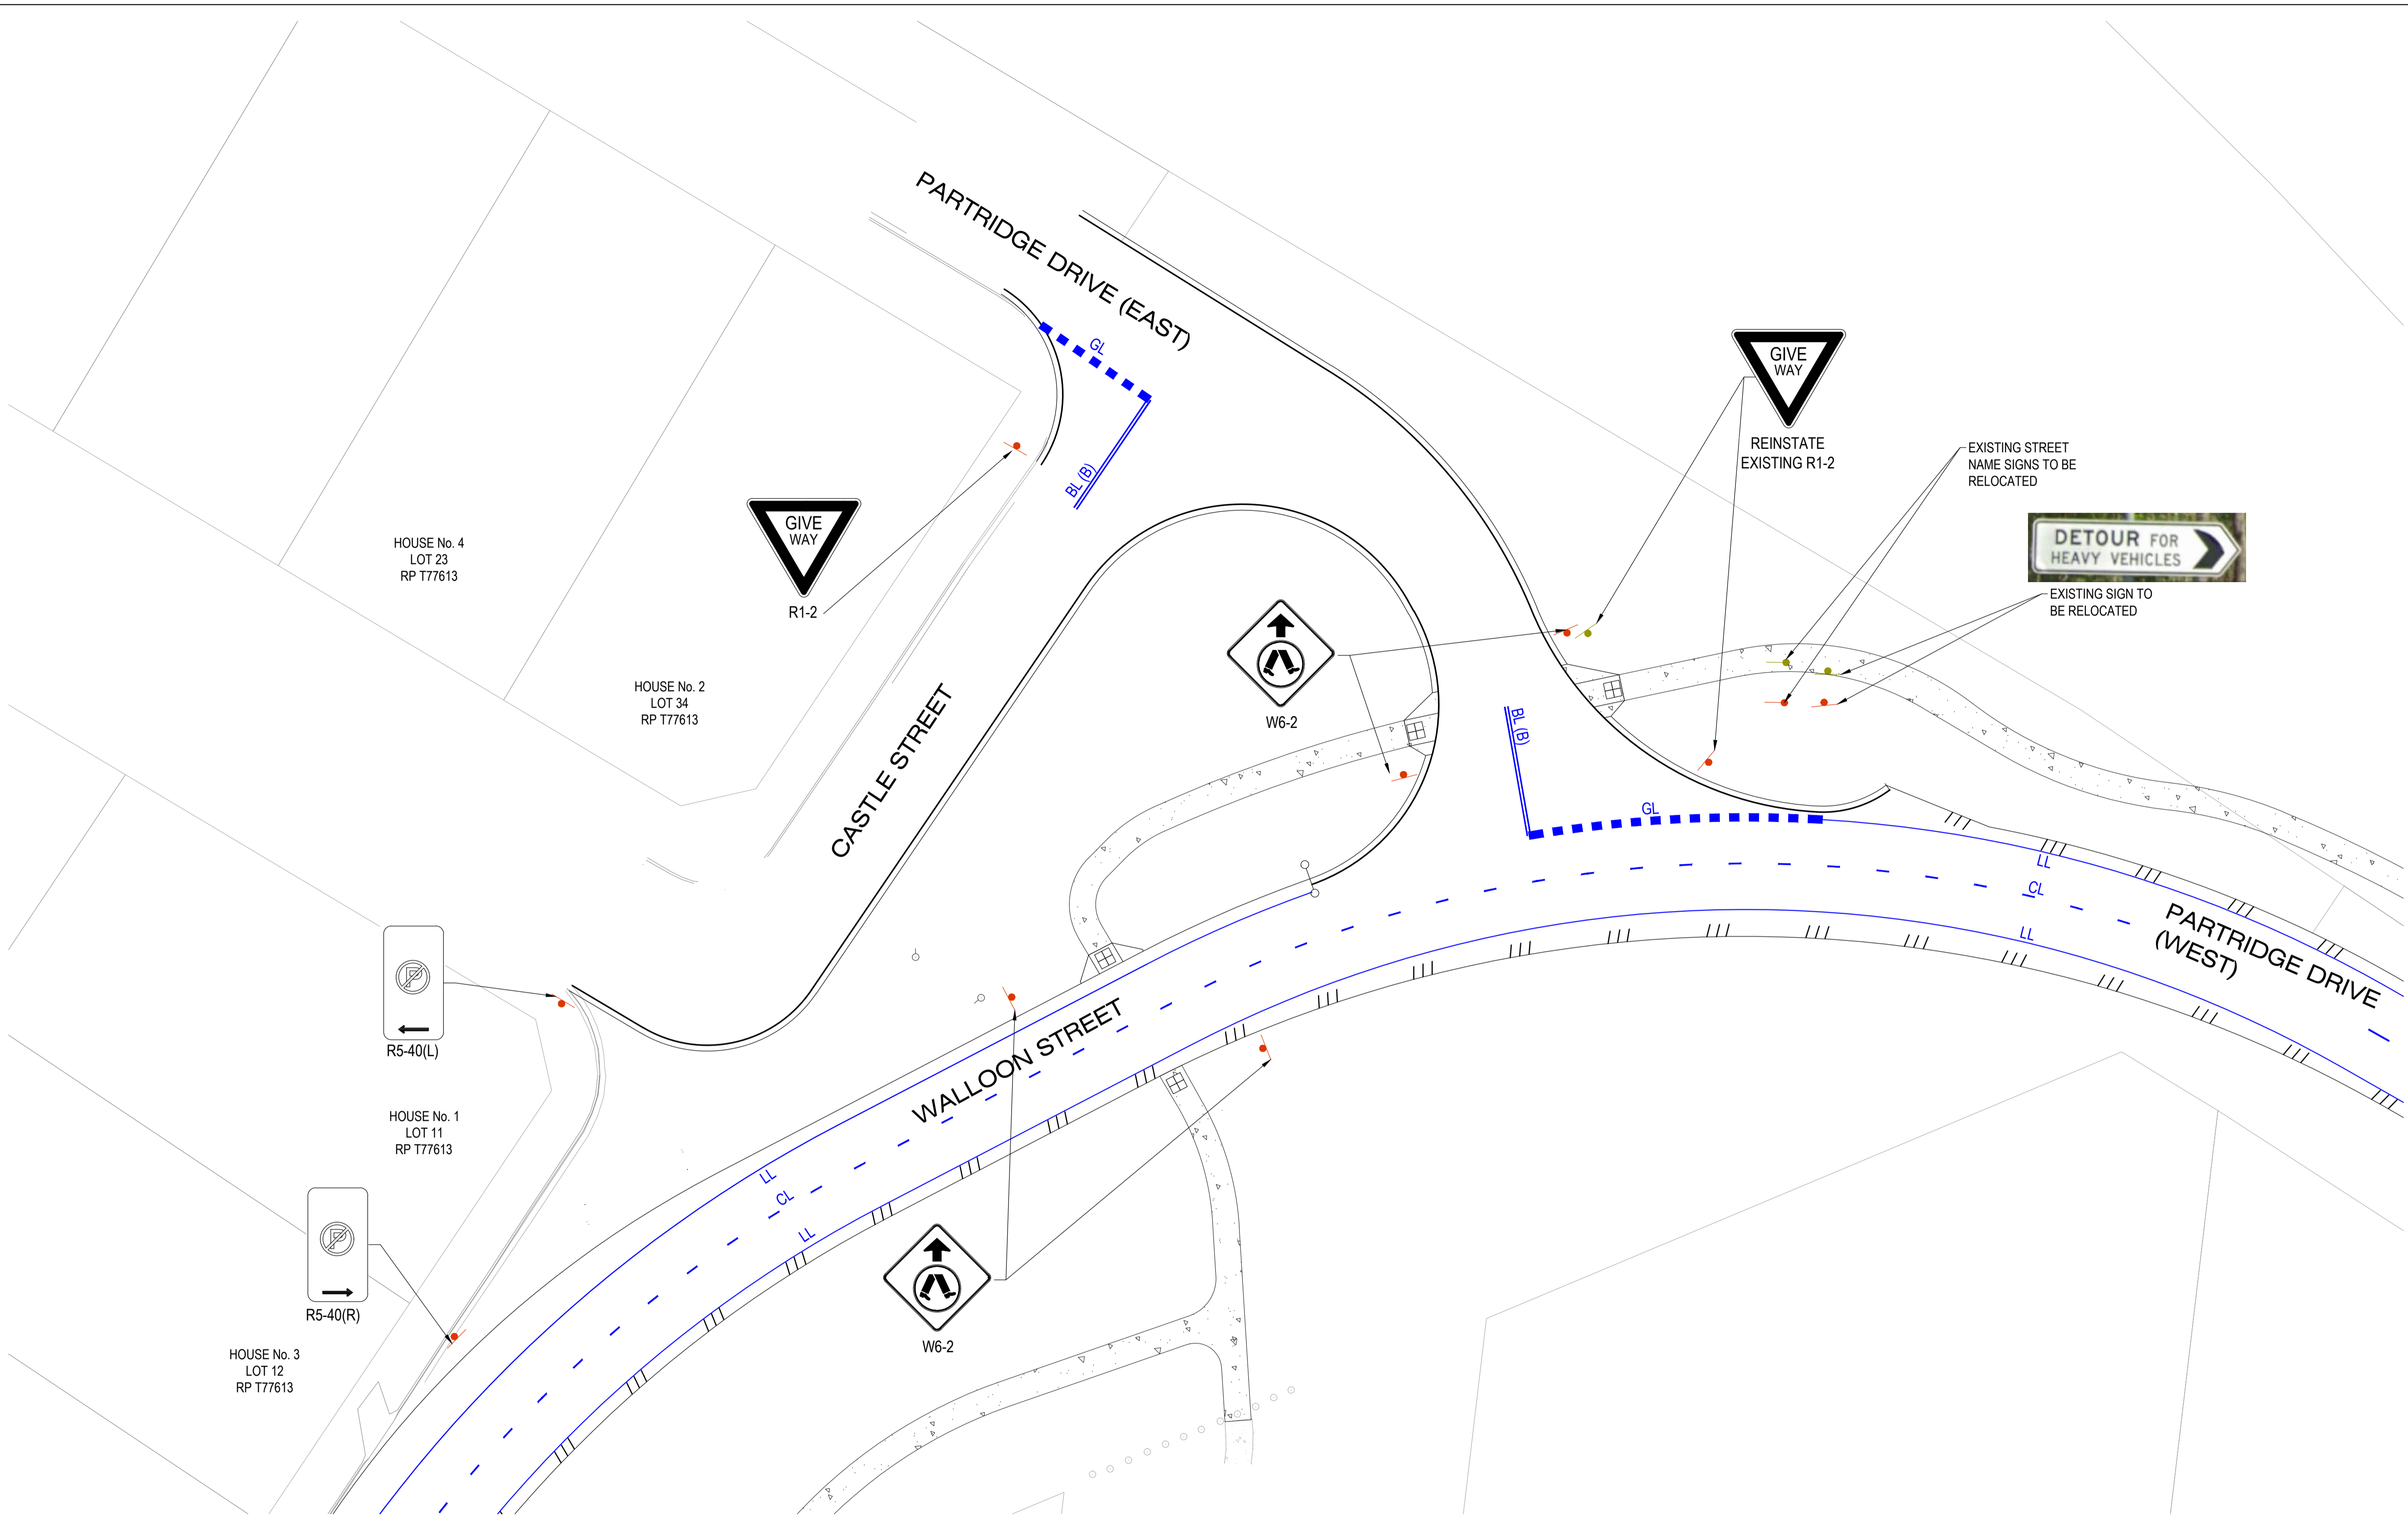 PARTRIDGE DRIVE (EAST)
GL
BL (B)
GIVE
WAY
REINSTATE
EXISTING R1-2
EXISTING STREET
NAME SIGNS TO BE
RELOCATED
DETOUR FOR
HEAVY VEHICLES
EXISTING SIGN TO
BE RELOCATED
GIVE
WAY
R1-2
HOUSE No. 4
LOT 23
RP T77613
HOUSE No. 2
LOT 34
RP T77613
CASTLE STREET
W6-2
BL (B)
GL
LL
CL
LL
PARTRIDGE DRIVE
(WEST)
P
R5-40(L)
WALLOON STREET
HOUSE No. 1
LOT 11
RP T77613
LL
CL
LL
P
R5-40(R)
W6-2
HOUSE No. 3
LOT 12
RP T77613